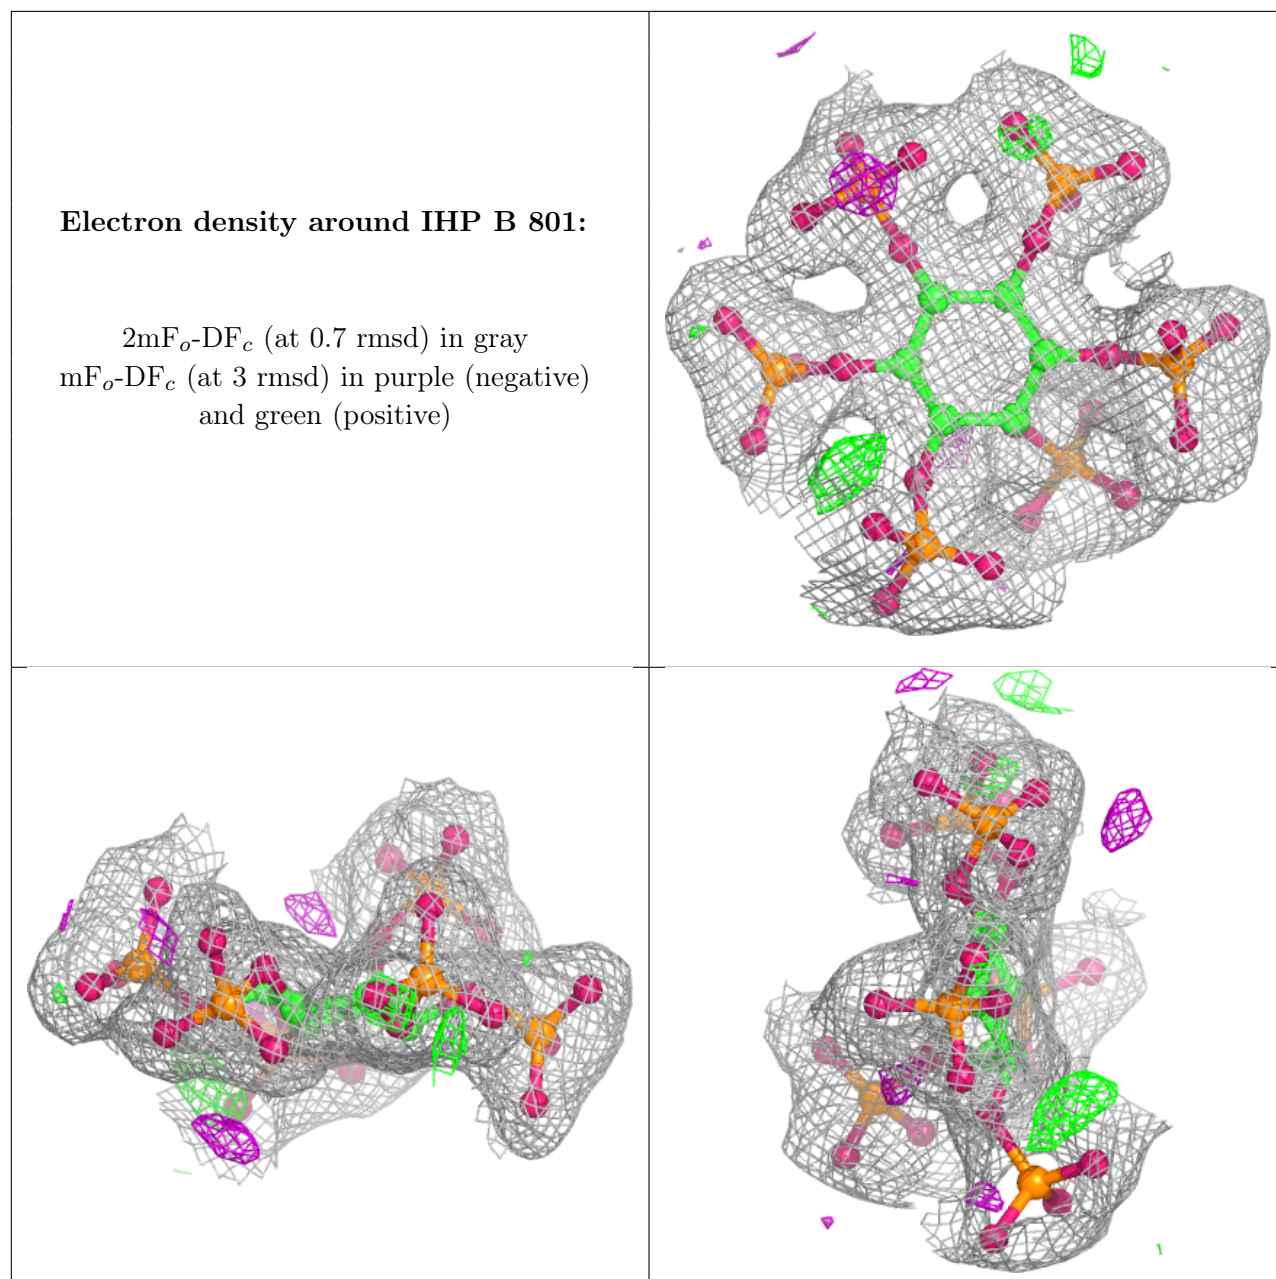 Electron density around IHP B 801:
2mFo-DFc (at 0.7 rmsd) in gray
mFo-DFc (at 3 rmsd) in purple (negative)
and green (positive)